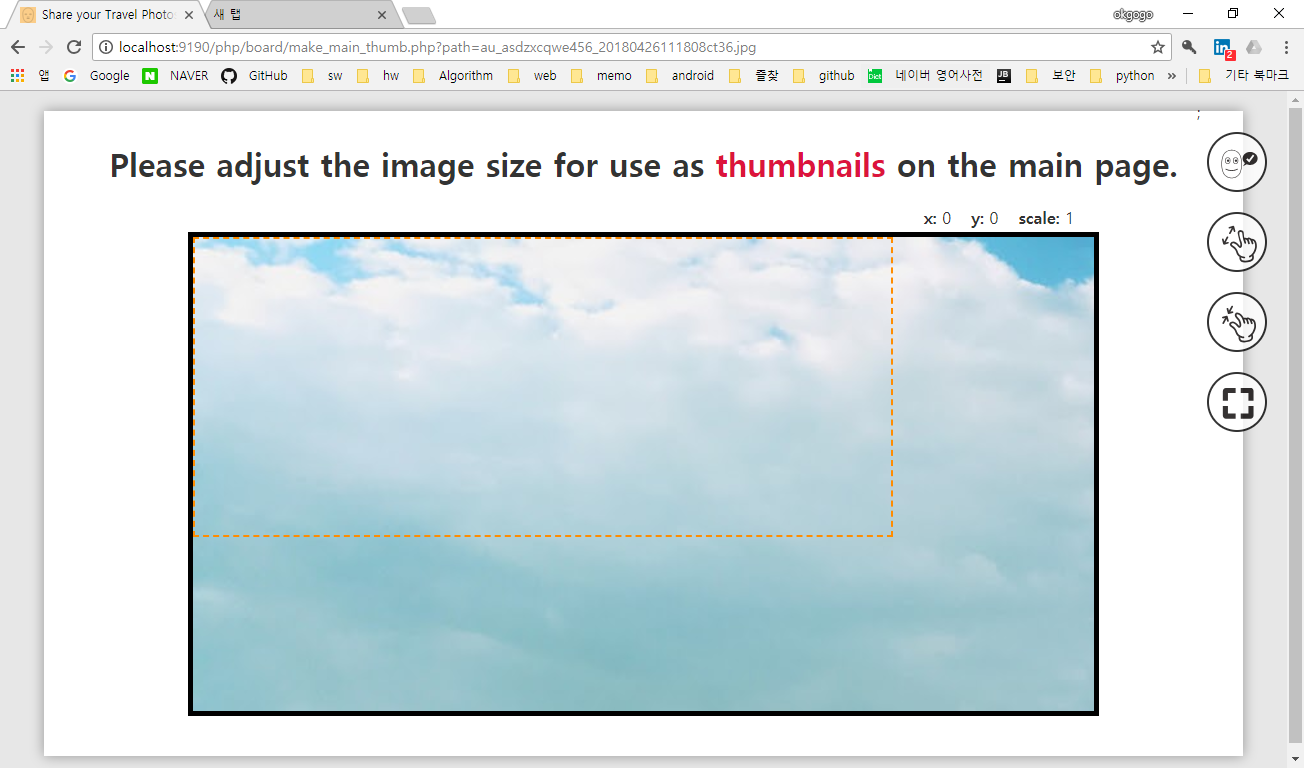 Share your Travel Photo
새 탭
okgogo
localhost:9190/php/board/make_main_thumb.php?path=au_asdzxcqwe456_20180426111808ct36.jpg
2
앱 Google NAVER GitHub sw hw Algorithm web memo android 즐찾 github Dict 네이버 영어사전 JB 보안 python » 기타 북마크
;
Please adjust the image size for use as thumbnails on the main page.
x: 0 y: 0 scale: 1